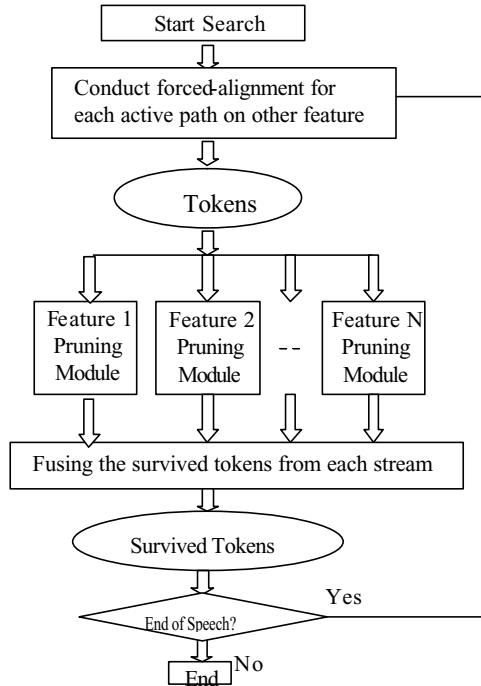 Start Search
Conduct forced-alignment for
each active path on other feature
Tokens
Feature 1
Pruning
Module
Feature 2
Pruning
Module
--
Feature N
Pruning
Module
Fusing the survived tokens from each stream
Survived Tokens
Yes
End of Speech?
No
End